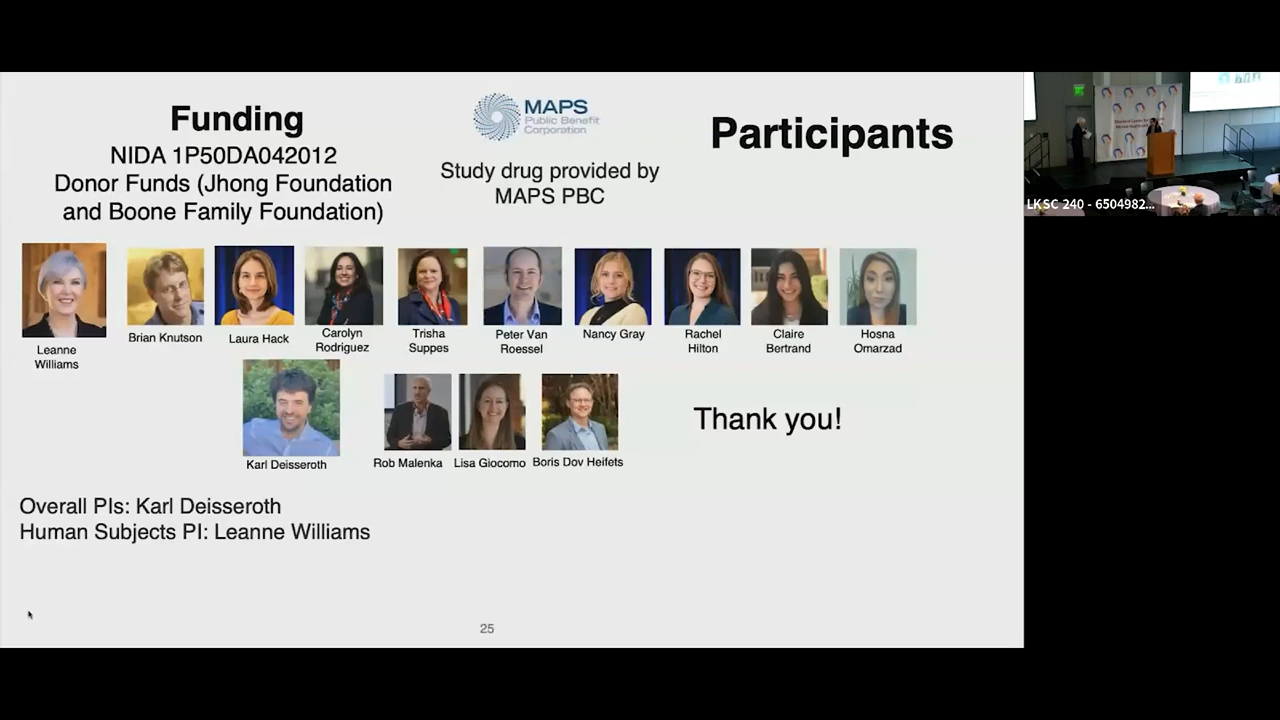 Funding
NIDA 1P50DA042012
Donor Funds (Jhong Foundation
and Boone Family Foundation)
MAPS
Public Benefit
Corporation
Study drug provided by
MAPS PBC
Participants
LKSC 240 - 6504982...
Leanne
Williams
Brian Knutson
Laura Hack
Carolyn
Rodriguez
Trisha
Suppes
Peter Van
Roessel
Nancy Gray
Rachel
Hilton
Claire
Bertrand
Hosna
Omarzad
Karl Deisseroth
Rob Malenka
Lisa Giocomo
Boris Dov Heifets
Thank you!
Overall PIs: Karl Deisseroth
Human Subjects PI: Leanne Williams
25